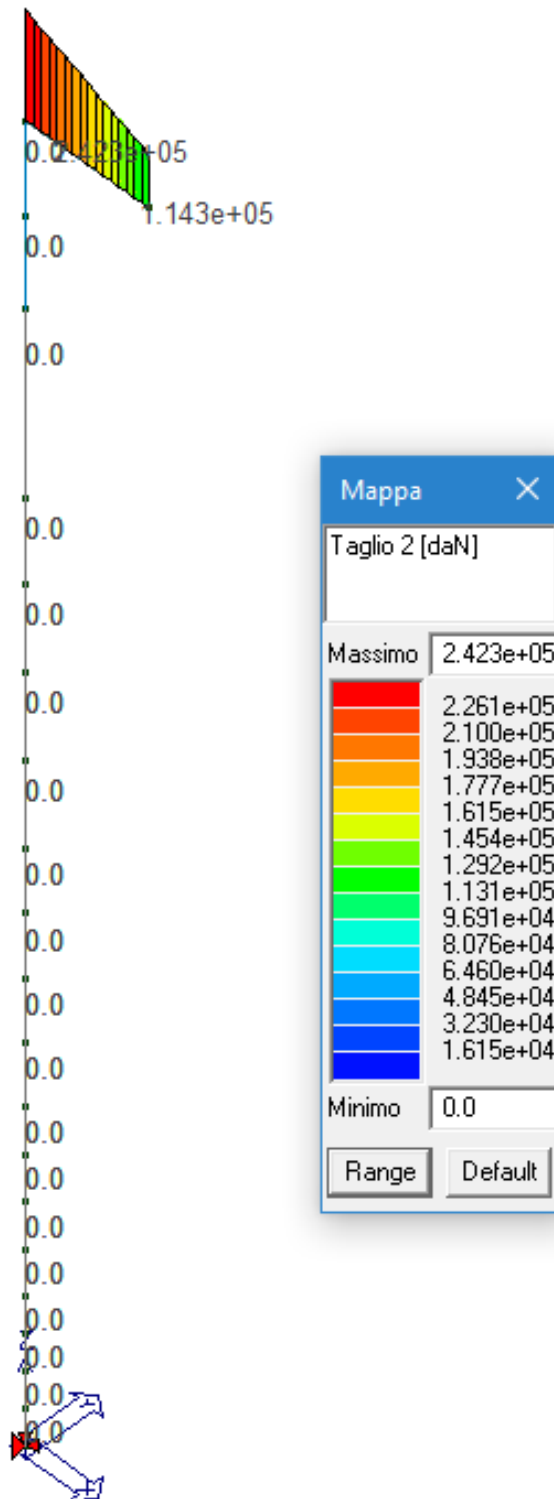 0.0
2.423e+05
1.143e+05
0.0
0.0
Mappa
Taglio 2 [daN]
0.0
0.0
Massimo 2.423e+05
0.0
2.261e+05
2.100e+05
1.938e+05
1.777e+05
0.0
1.615e+05
1.454e+05
1.292e+05
0.0
1.131e+05
9.691e+04
0.0
8.076e+04
6.460e+04
4.845e+04
0.0
3.230e+04
1.615e+04
0.0
Minimo 0.0
0.0
0.0
Range Default
0.0
0.0
0.0
0.0
0.0
0.0